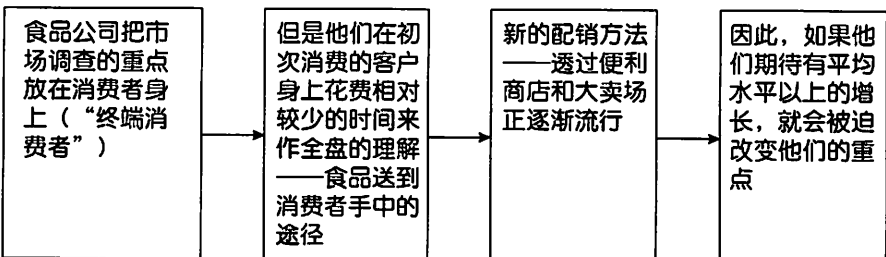 食品公司把市
场调查的重点
放在消费者身
上（“终端消
费者”）
但是他们在初
次消费的客户
身上花费相对
较少的时间来
作全盘的理解
——食品送到
消费者手中的
途径
新的配销方法
——透过便利
商店和大卖场
正逐渐流行
因此，如果他
们期待有平均
水平以上的增
长，就会被迫
改变他们的重
点